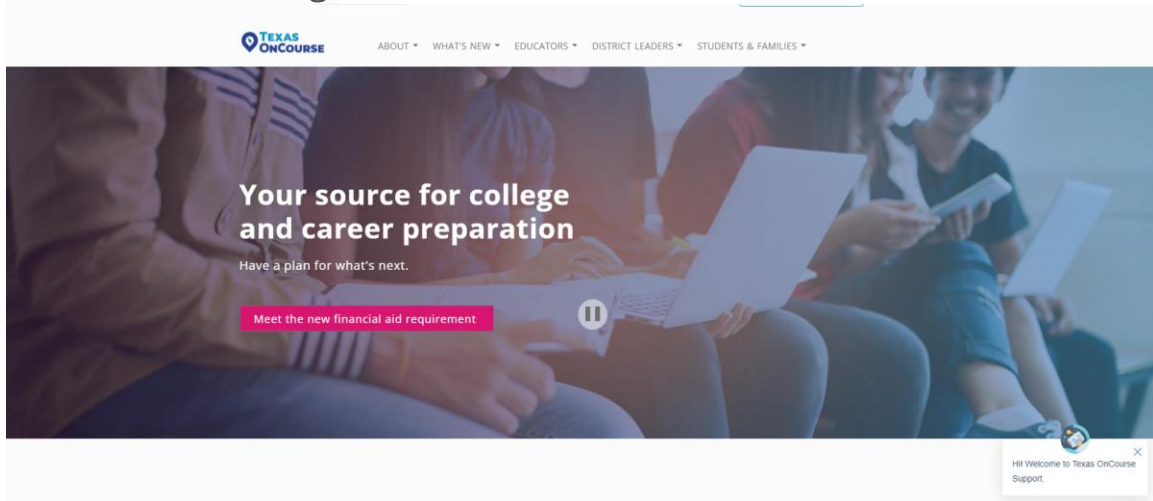 TEXAS
ONCOURSE
ABOUT WHAT'S NEW EDUCATORS DISTRICT LEADERS STUDENTS & FAMILIES
Your source for college
and career preparation
Have a plan for what's next.
Meet the new financial aid requirement
Hi! Welcome to Texas OnCourse
Support.